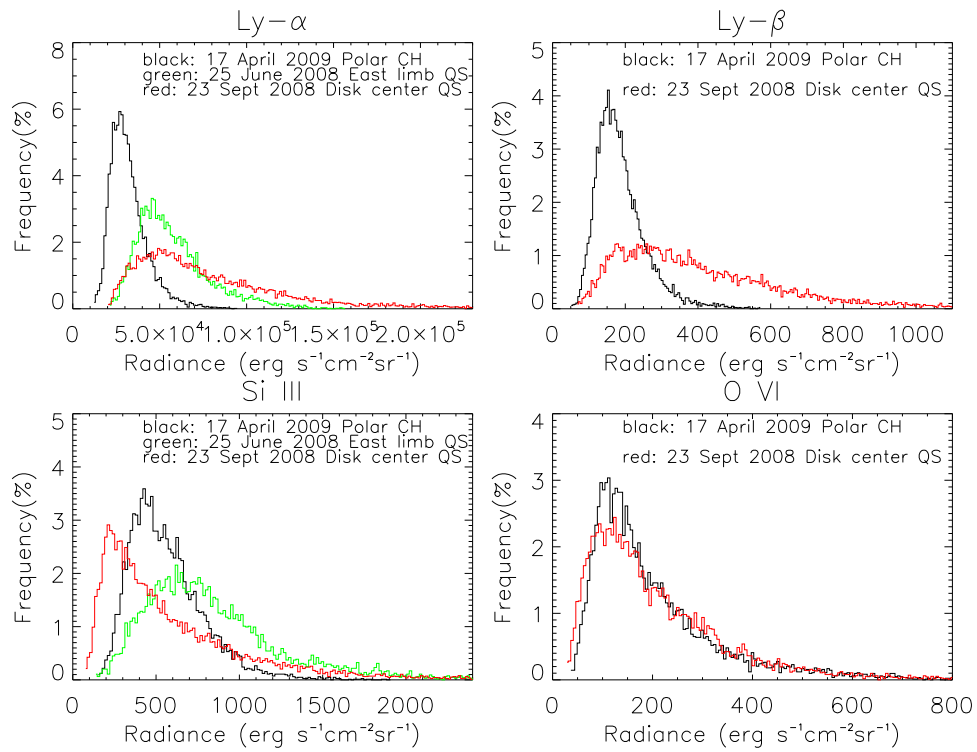 Ly-α
8
6
4
2
0
Frequency(%)
black: 17 April 2009 Polar CH
green: 25 June 2008 East limb QS
red: 23 Sept 2008 Disk center QS
0 5.0×10⁴ 1.0×10⁵ 1.5×10⁵ 2.0×10⁵
Radiance (erg s⁻¹cm⁻²sr⁻¹)
Ly-β
5
4
3
2
1
0
Frequency(%)
black: 17 April 2009 Polar CH
red: 23 Sept 2008 Disk center QS
0 200 400 600 800 1000
Radiance (erg s⁻¹cm⁻²sr⁻¹)
Si III
5
4
3
2
1
0
Frequency(%)
black: 17 April 2009 Polar CH
green: 25 June 2008 East limb QS
red: 23 Sept 2008 Disk center QS
0 500 1000 1500 2000
Radiance (erg s⁻¹cm⁻²sr⁻¹)
O VI
4
3
2
1
0
Frequency(%)
black: 17 April 2009 Polar CH
red: 23 Sept 2008 Disk center QS
0 200 400 600 800
Radiance (erg s⁻¹cm⁻²sr⁻¹)